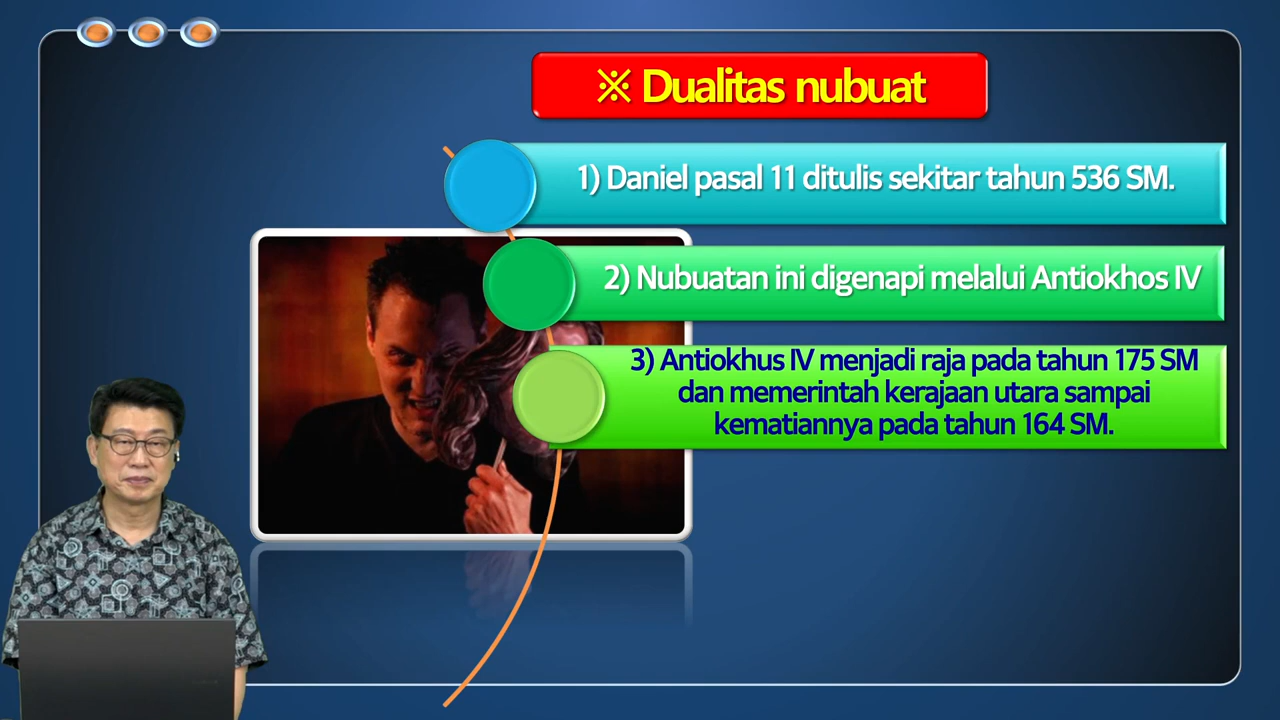 ※ Dualitas nubuat
1) Daniel pasal 11 ditulis sekitar tahun 536 SM.
2) Nubuatan ini digenapi melalui Antiokhos IV
3) Antiokhus IV menjadi raja pada tahun 175 SM
dan memerintah kerajaan utara sampai
kematiannya pada tahun 164 SM.